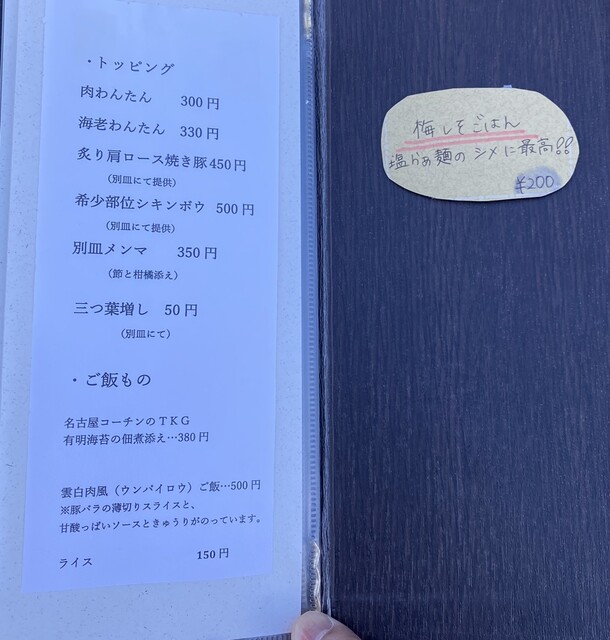 ・トッピング
肉わんたん 300円
海老わんたん 330円
炙り肩ロース焼き豚450円
（別皿にて提供）
希少部位シキンボウ 500円
（別皿にて提供）
別皿メンマ 350円
（節と柑橘添え）
三つ葉増し 50円
（別皿にて）
・ご飯もの
名古屋コーチンのTKG
有明海苔の佃煮添え…380円
雲白肉風（ウンパイロウ）ご飯…500円
※豚バラの薄切りスライスと、
甘酸っぱいソースときゅうりがのっています。
ライス 150円
梅しそごはん
塩らぁ麺のシメに最高!!
¥200